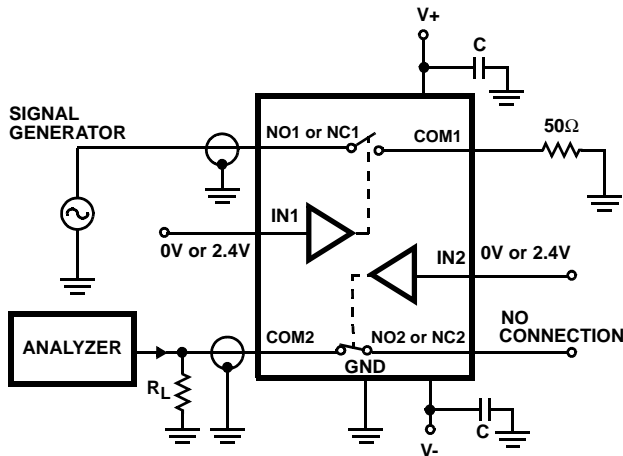 V+
C
SIGNAL
GENERATOR
NO1 or NC1
COM1
50Ω
IN1
0V or 2.4V
IN2
0V or 2.4V
ANALYZER
COM2
NO2 or NC2
NO
CONNECTION
GND
RL
C
V-